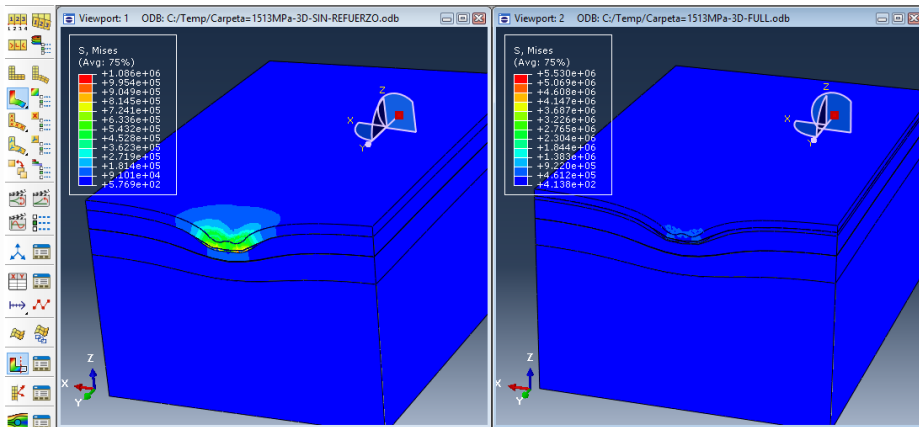 Viewport: 1 ODB: C:/Temp/Carpeta=1513MPa-3D-SIN-REFUERZO.odb
S, Mises
(Avg: 75%)
+1.086e+06
+9.954e+05
+9.049e+05
+8.145e+05
+7.241e+05
+6.336e+05
+5.432e+05
+4.528e+05
+3.623e+05
+2.719e+05
+1.814e+05
+9.101e+04
+5.769e+02
Z
X
Y
Z
X
Y
Viewport: 2 ODB: C:/Temp/Carpeta=1513MPa-3D-FULL.odb
S, Mises
(Avg: 75%)
+5.530e+06
+5.069e+06
+4.608e+06
+4.147e+06
+3.687e+06
+3.226e+06
+2.765e+06
+2.304e+06
+1.844e+06
+1.383e+06
+9.220e+05
+4.612e+05
+4.138e+02
Z
X
Y
Z
X
Y